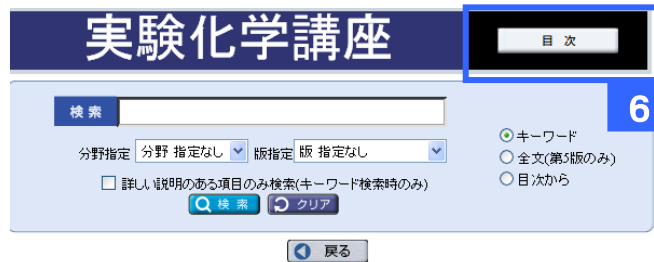 実験化学講座
目次
6
検索
キーワード
分野指定 分野 指定なし 版指定 版 指定なし
全文(第5版のみ)
詳しい説明のある項目のみ検索(キーワード検索時のみ)
目次から
検索 クリア
戻る